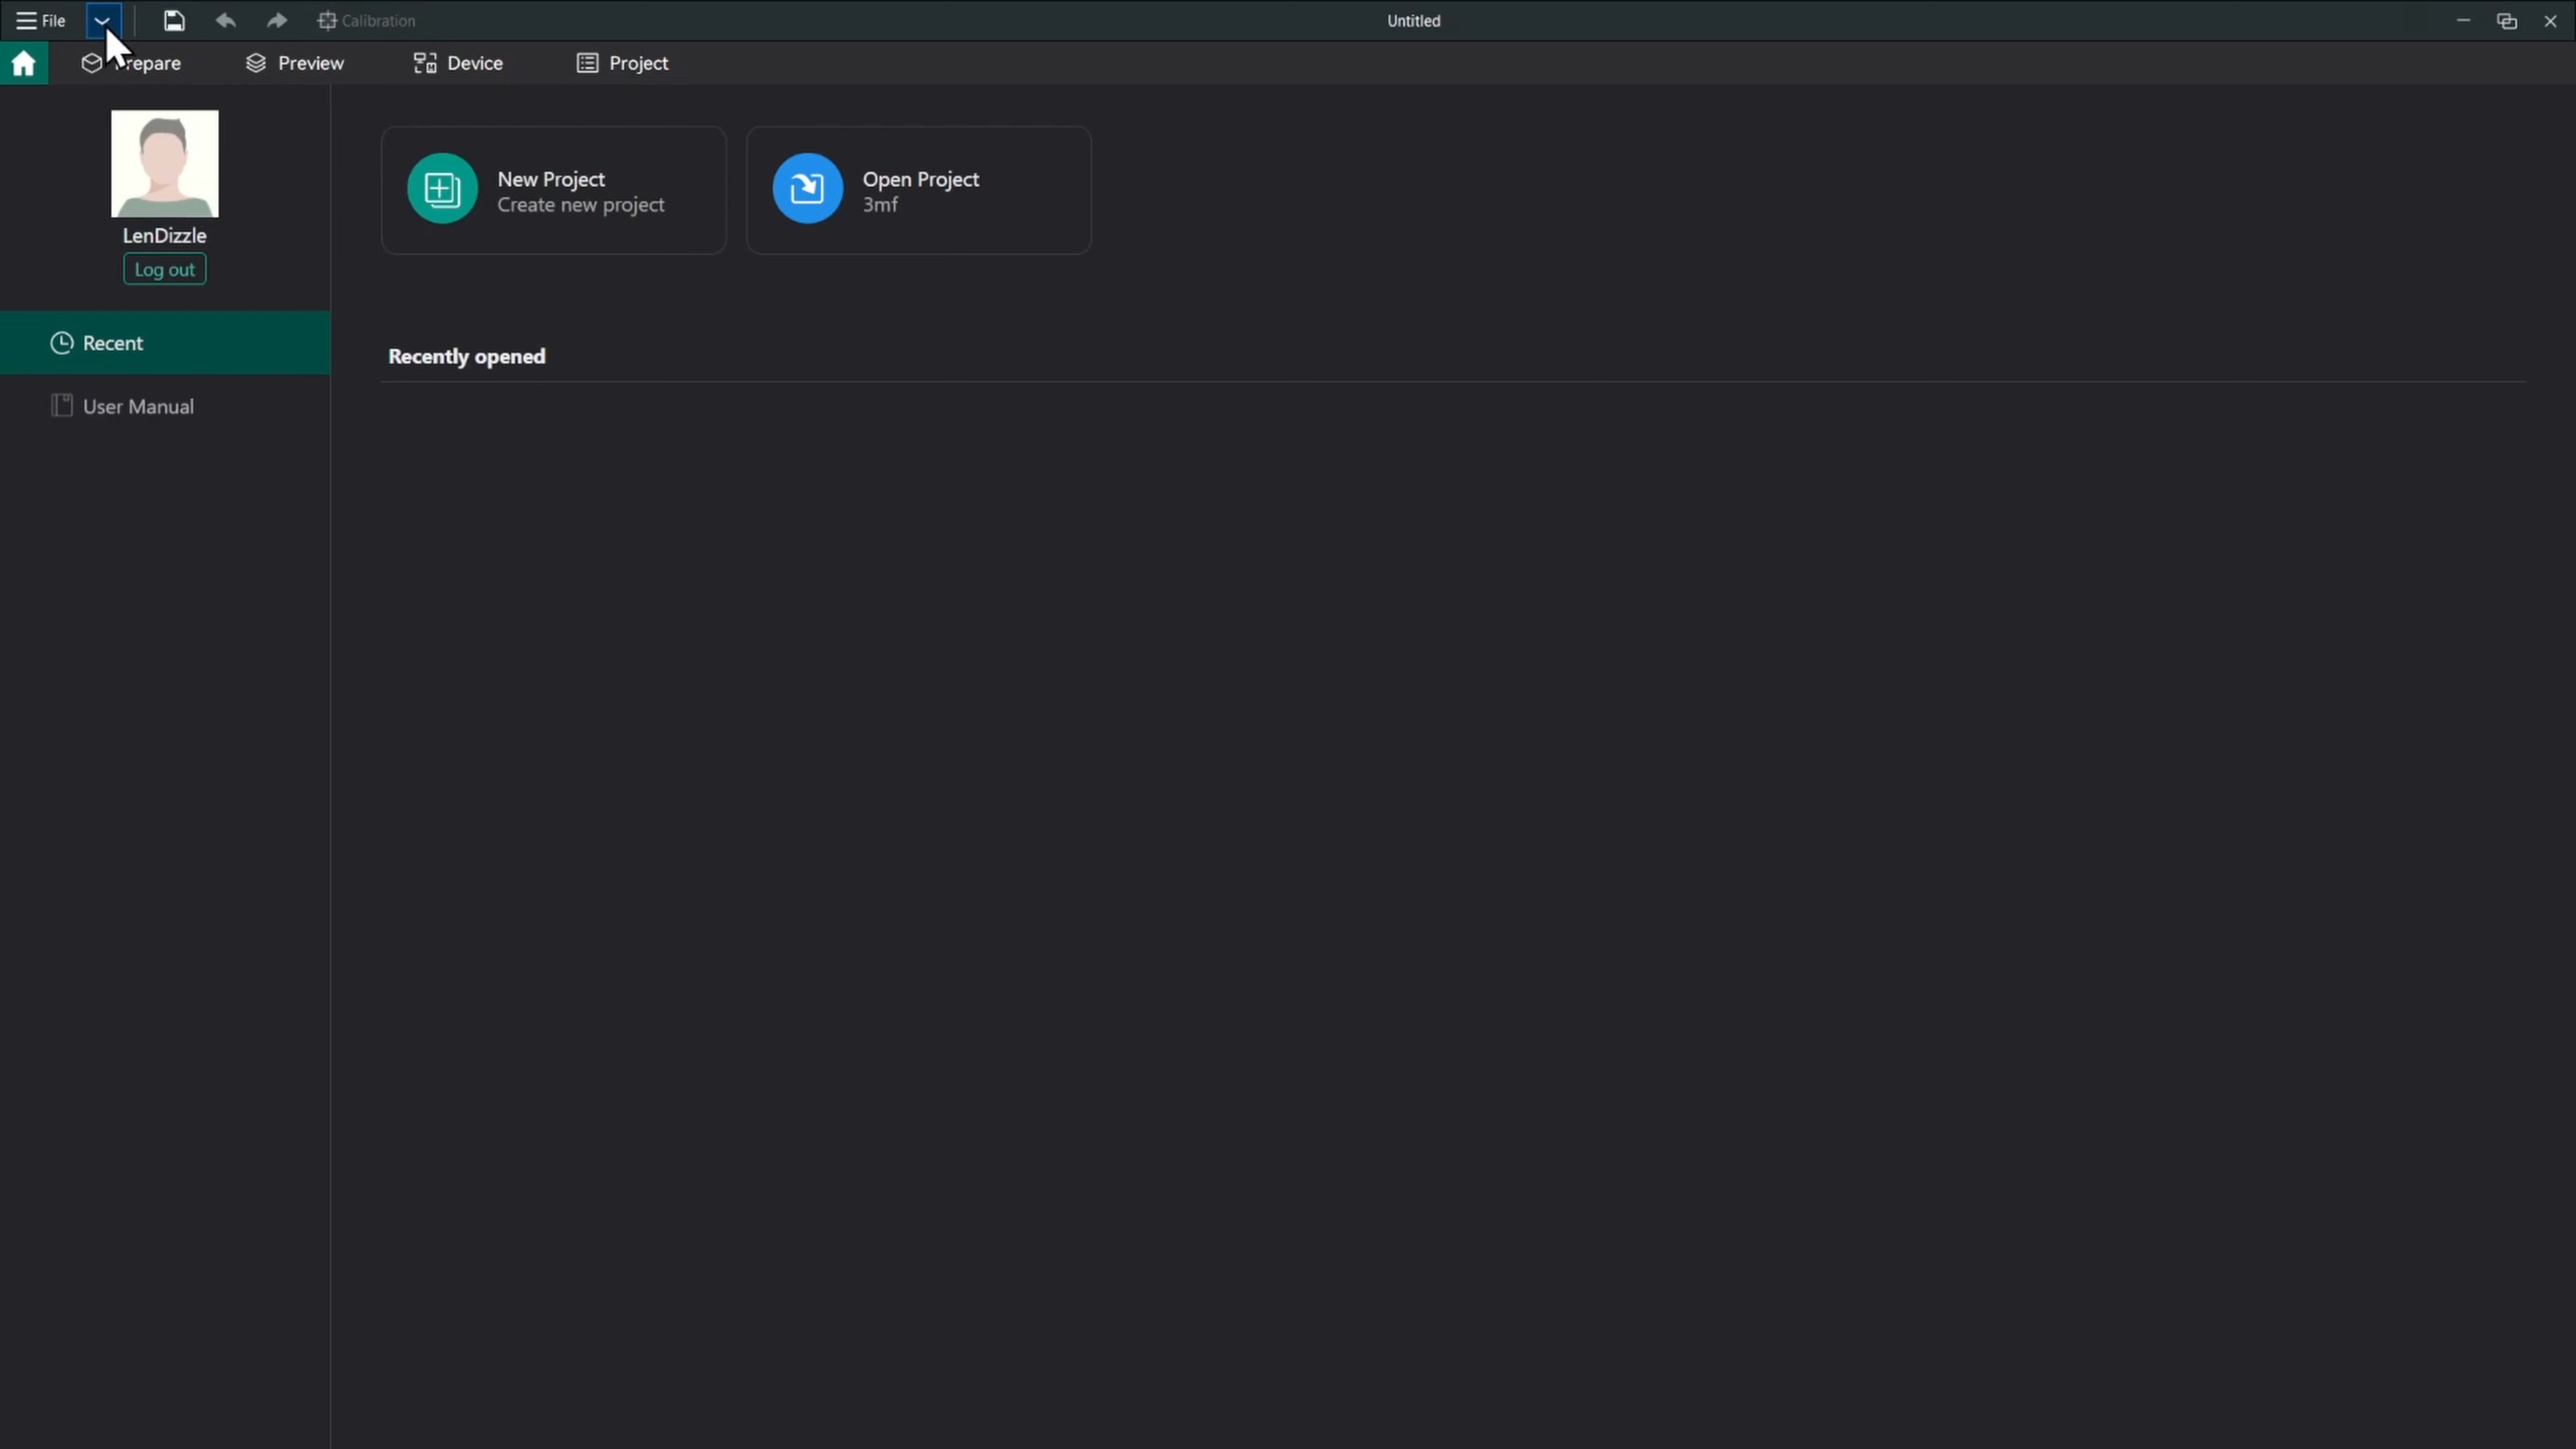 File
Calibration
Untitled
Prepare
Preview
Device
Project
LenDizzle
Log out
Recent
User Manual
New Project
Create new project
Open Project
3mf
Recently opened